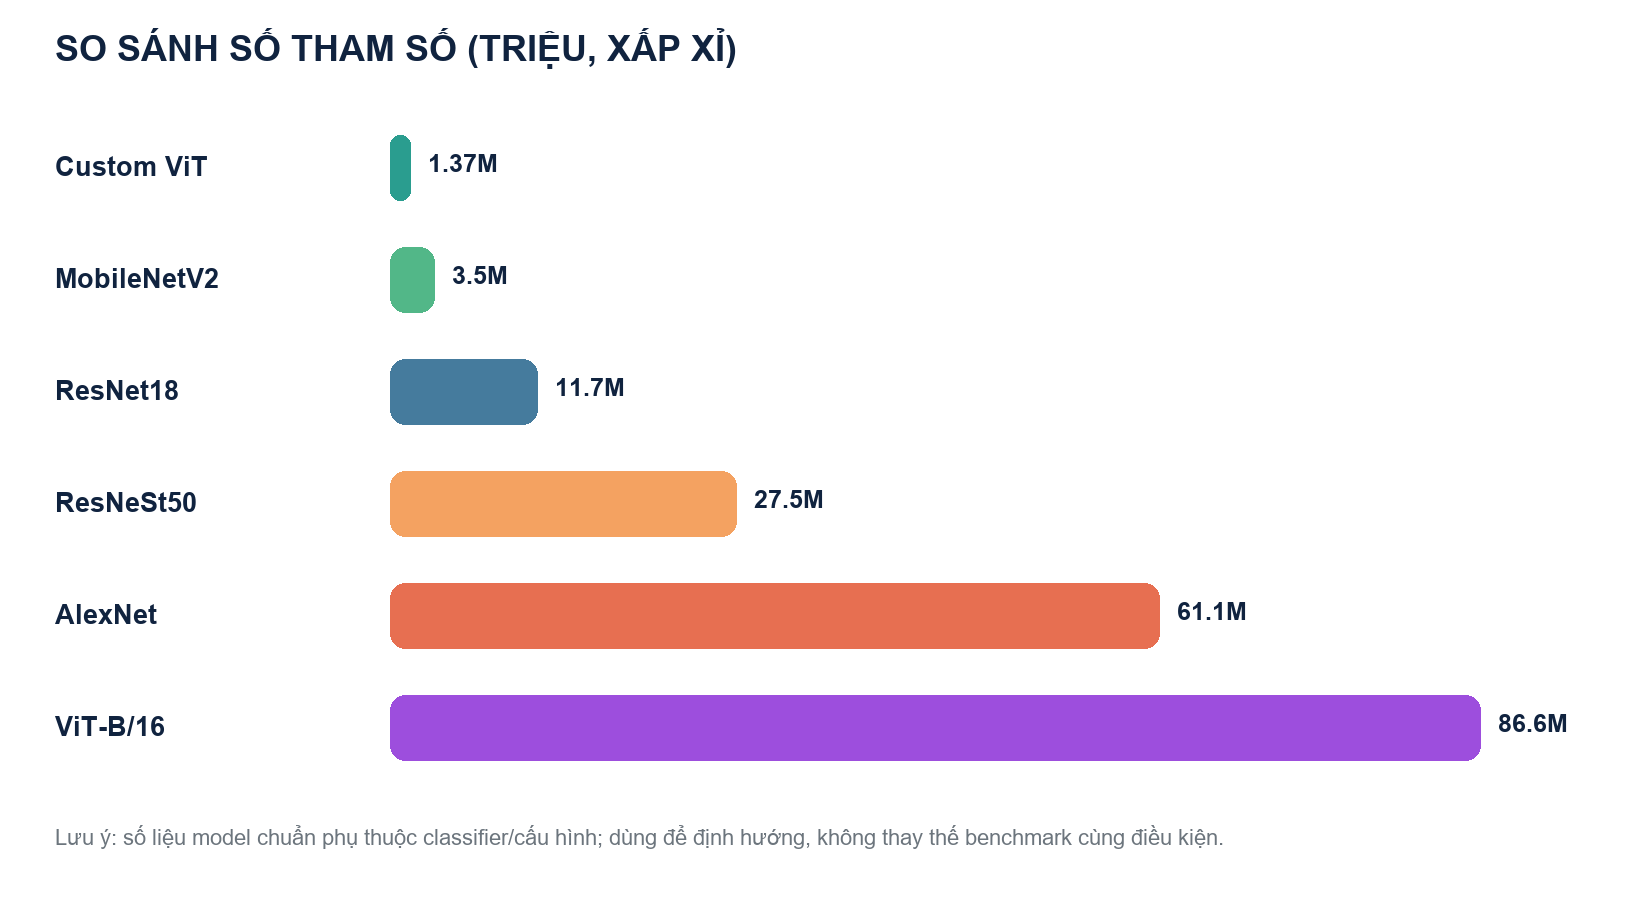 SO SÁNH SỐ THAM SỐ (TRIỆU, XẤP XỈ)
Custom ViT 1.37M
MobileNetV2 3.5M
ResNet18 11.7M
ResNeSt50 27.5M
AlexNet 61.1M
ViT-B/16 86.6M
Lưu ý: số liệu model chuẩn phụ thuộc classifier/cấu hình; dùng để định hướng, không thay thế benchmark cùng điều kiện.